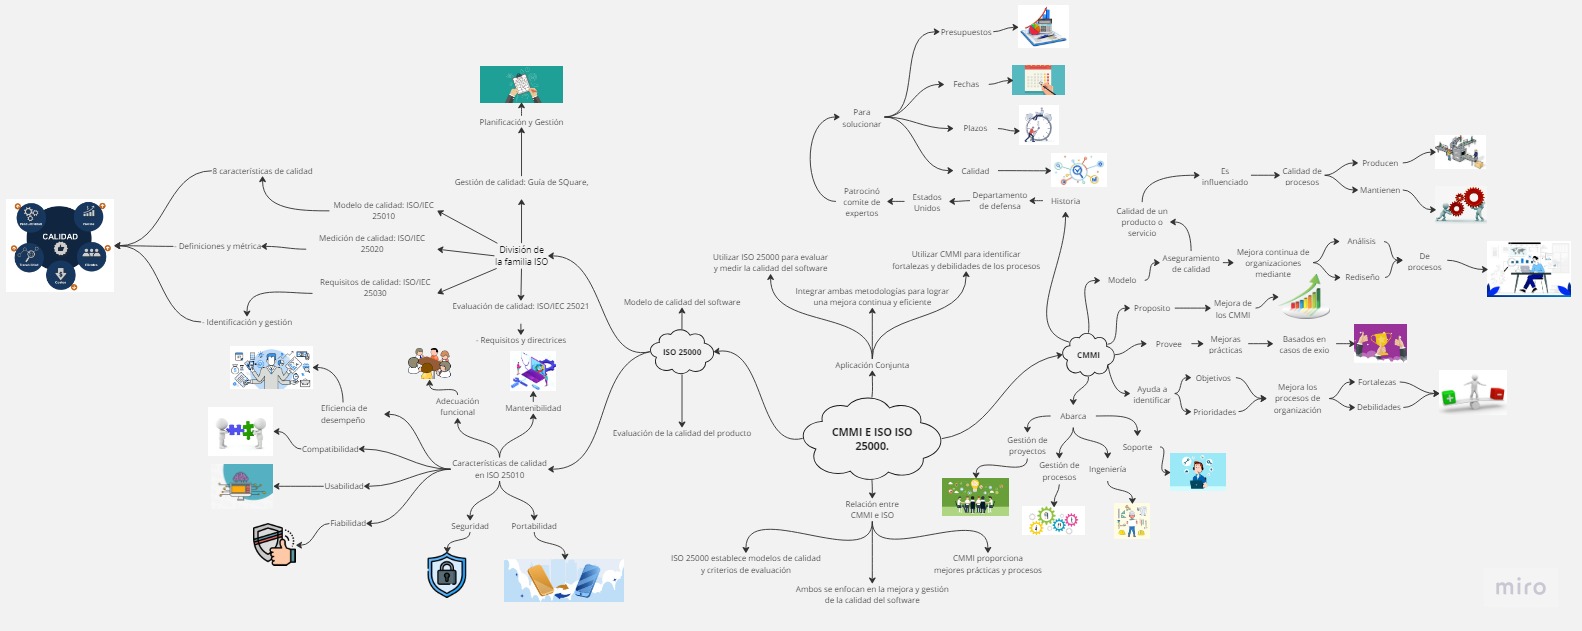 Presupuestos
Fechas
Para
solucionar
Plazos
Calidad
Planificación y Gestión
8 características de calidad
Gestión de calidad: Guía de SQuare,
Patrocinó
comite de
expertos
Estados
Unidos
Departamento
de defensa
Historia
Es
influenciado
Calidad de
procesos
Producen
Mantienen
Modelo de calidad: ISO/IEC
25010
Calidad de un
producto o
servicio
CALIDAD
- Definiciones y métrica
Medición de calidad: ISO/IEC
25020
División de
la familia ISO
Utilizar ISO 25000 para evaluar
y medir la calidad del software
Utilizar CMMI para identificar
fortalezas y debilidades de los procesos
Modelo
Aseguramiento
de calidad
Mejora continua de
organizaciones
mediante
Análisis
Rediseño
De
procesos
Requisitos de calidad: ISO/IEC
25030
Integrar ambas metodologías para lograr
una mejora continua y eficiente
- Identificación y gestión
Evaluación de calidad: ISO/IEC 25021
Modelo de calidad del software
Proposito
Mejora de
los CMMI
- Requisitos y directrices
ISO 25000
CMMI
Provee
Mejoras
prácticas
Basados en
casos de exio
Aplicación Conjunta
Ayuda a
identificar
Objetivos
Prioridades
Mejora los
procesos de
organización
Fortalezas
Debilidades
Eficiencia de
desempeño
Adecuación
funcional
Mantenibilidad
Evaluación de la calidad del producto
CMMI E ISO ISO
25000.
Abarca
Gestión de
proyectos
Gestión de
procesos
Ingeniería
Soporte
Compatibilidad
Características de calidad
en ISO 25010
Usabilidad
Fiabilidad
Seguridad
Portabilidad
Relación entre
CMMI e ISO
ISO 25000 establece modelos de calidad
y criterios de evaluación
CMMI proporciona
mejores prácticas y procesos
Ambos se enfocan en la mejora y gestión
de la calidad del software
miro